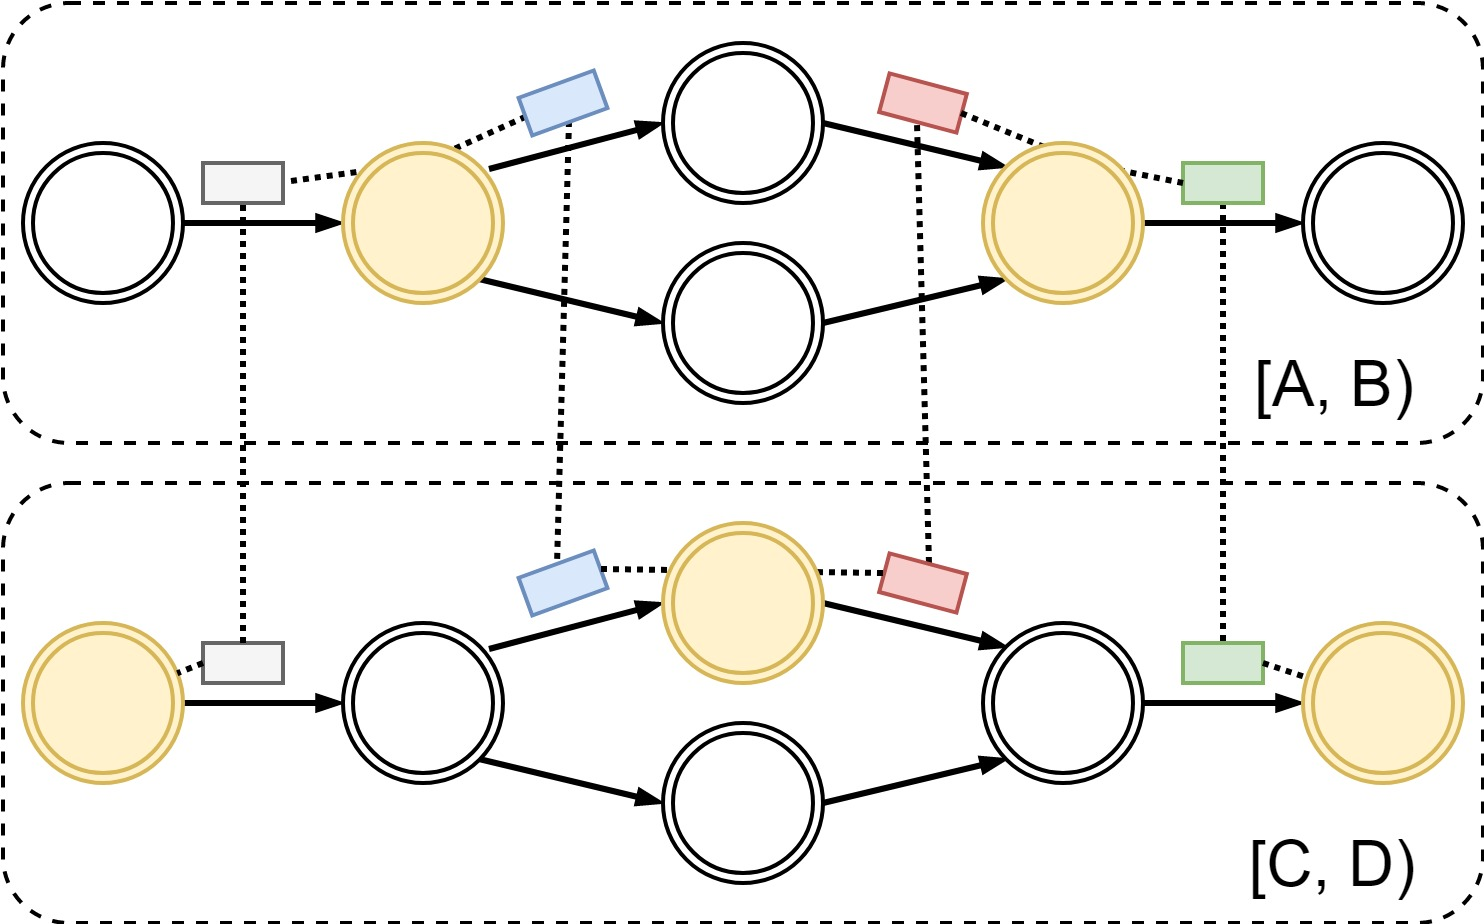 [A, B)
[C, D)